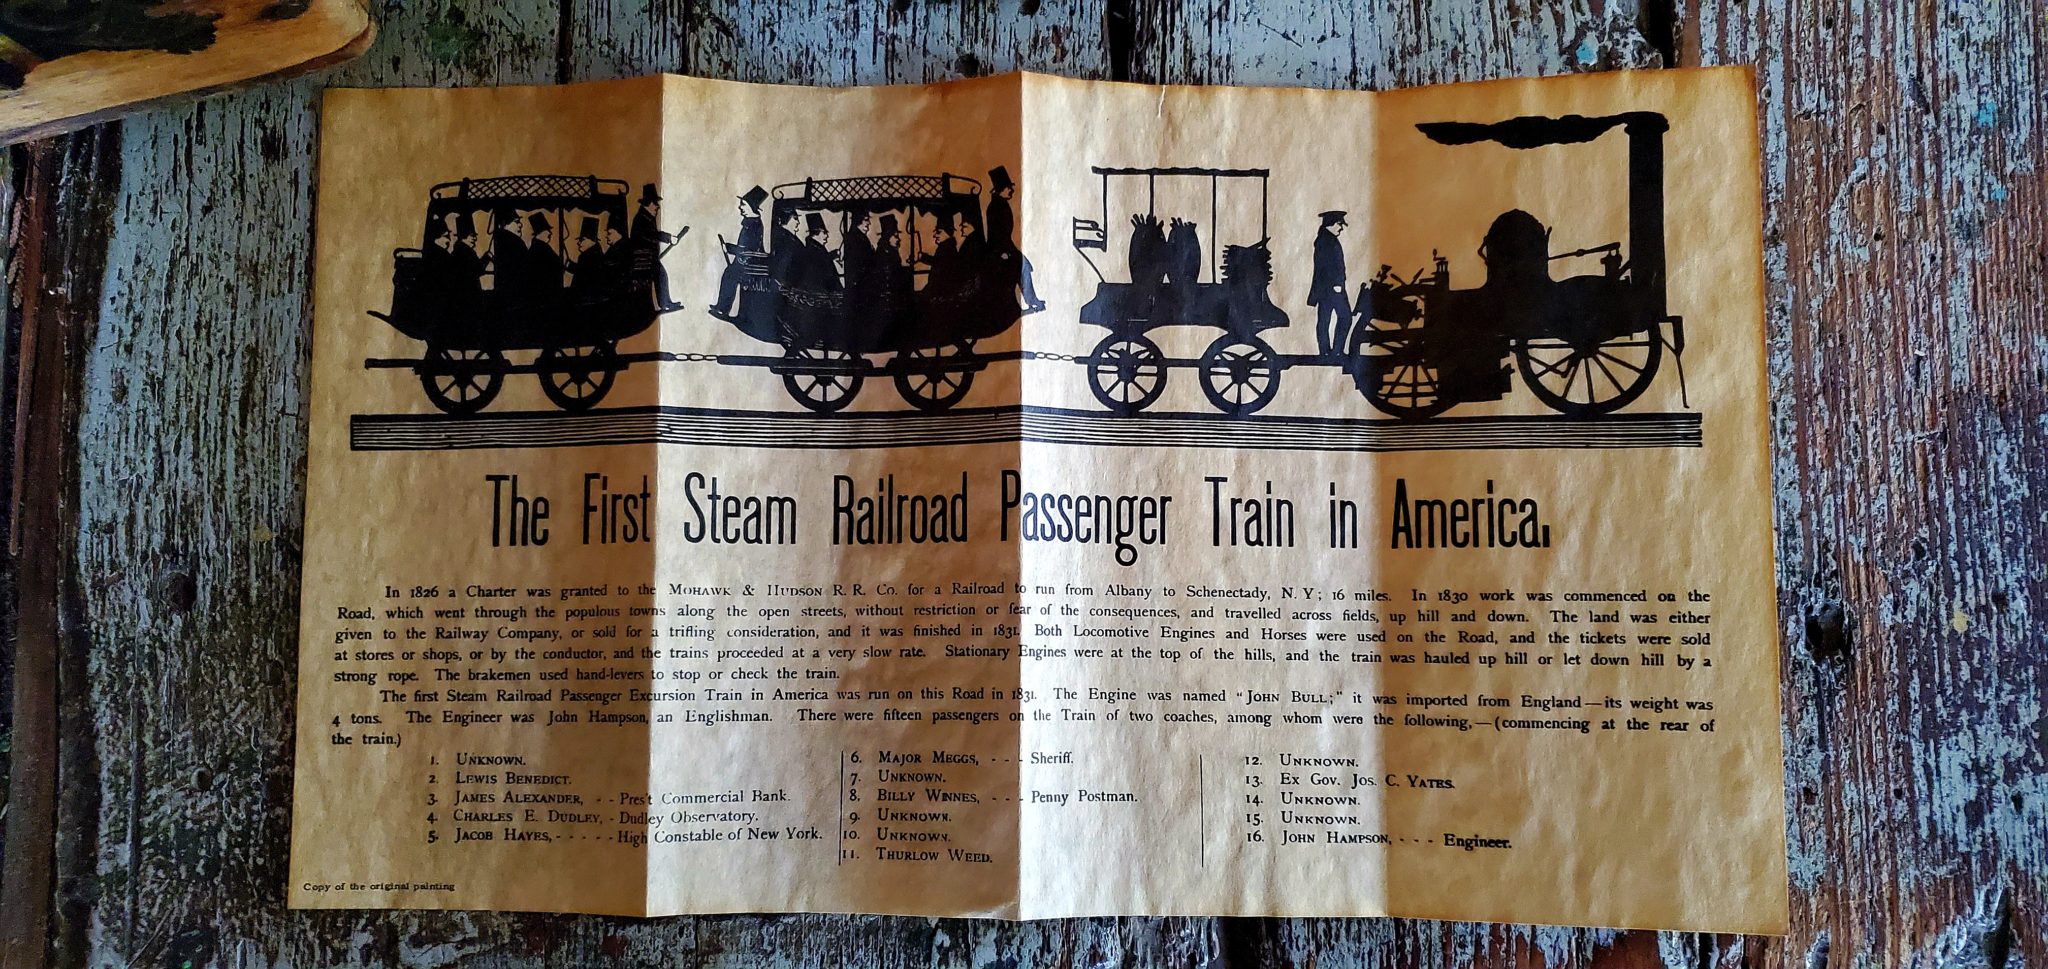 The First Steam Railroad Passenger Train in America.
In 1826 a Charter was granted to the MOHAWK & HUDSON R. R. Co. for a Railroad to run from Albany to Schenectady, N. Y; 16 miles. In 1830 work was commenced on the
Road, which went through the populous towns along the open streets, without restriction or fear of the consequences, and travelled across fields, up hill and down. The land was either
given to the Railway Company, or sold for a trifling consideration, and it was finished in 1831. Both Locomotive Engines and Horses were used on the Road, and the tickets were sold
at stores or shops, or by the conductor, and the trains proceeded at a very slow rate. Stationary Engines were at the top of the hills, and the train was hauled up hill or let down hill by a
strong rope. The brakemen used hand-levers to stop or check the train.
The first Steam Railroad Passenger Excursion Train in America was run on this Road in 1831. The Engine was named "JOHN BULL;" it was imported from England—its weight was
4 tons. The Engineer was John Hampson, an Englishman. There were fifteen passengers on the Train of two coaches, among whom were the following,—(commencing at the rear of
the train.)
1. UNKNOWN.
2. LEWIS BENEDICT.
3. JAMES ALEXANDER, - - Pres't Commercial Bank.
4. CHARLES E. DUDLEY, - Dudley Observatory.
5. JACOB HAYES, - - - - - High Constable of New York.
6. MAJOR MEGGS, - - - Sheriff.
7. UNKNOWN.
8. BILLY WINNES, - - - Penny Postman.
9. UNKNOWN.
10. UNKNOWN.
11. THURLOW WEED.
12. UNKNOWN.
13. EX GOV. JOS. C. YATES.
14. UNKNOWN.
15. UNKNOWN.
16. JOHN HAMPSON, - - - Engineer.
Copy of the original painting